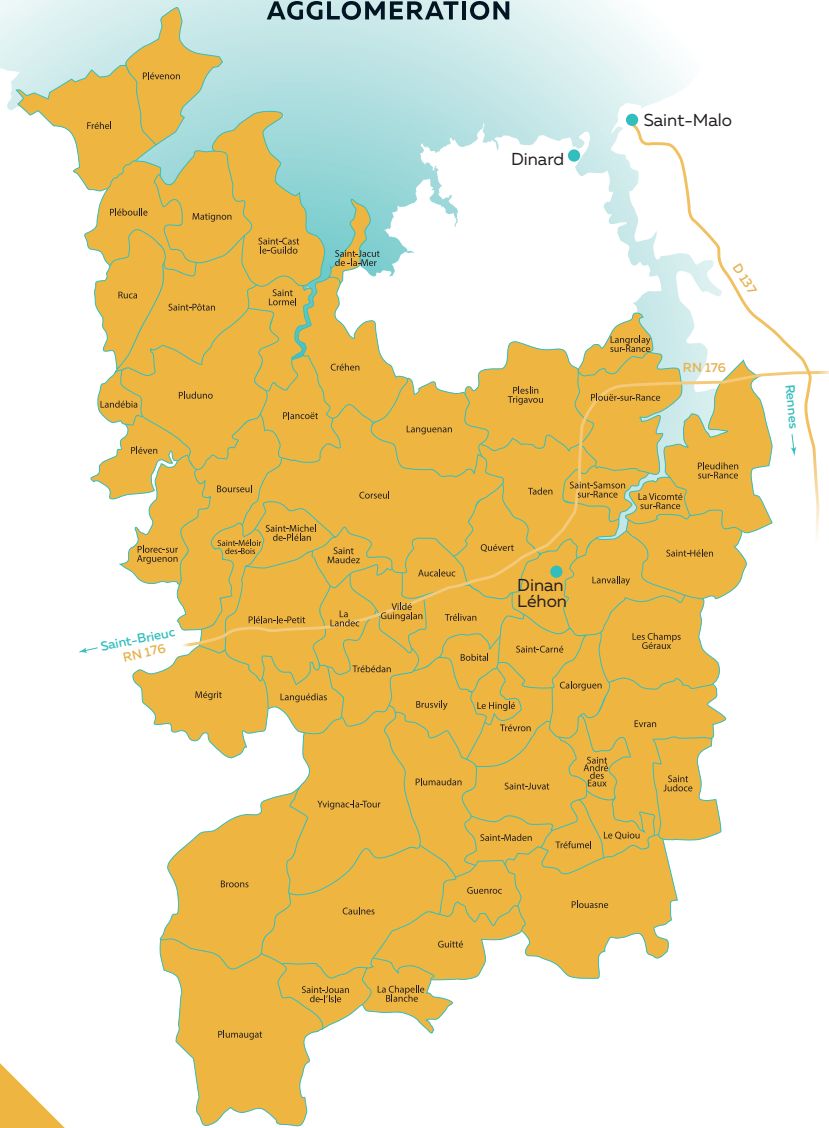 AGGLOMERATION
Plévenon
Fréhel
Saint-Malo
Dinard
Pléboulle
Matignon
Saint-Cast
le-Guildo
Saint-Jacut
de-la-Mer
D 137
Ruca
Saint
Lormel
Saint-Pôtan
Langrolay
sur-Rance
Créhen
RN 176
Pluduno
Pleslin
Trigavou
Plouër-sur-Rance
Rennes
Landébia
Plancoët
Languenan
Pléven
Pleudihen
sur-Rance
Bourseul
Corseul
Taden
Saint-Samson
sur-Rance
La Vicomté
sur-Rance
Saint-Michel
de-Plélan
Saint-Méloir
des-Bois
Saint
Maudez
Quévert
Plorec-sur
Arguenon
Saint-Hélen
Aucaleuc
Lanvallay
Dinan
Léhon
Plélan-le-Petit
La
Landec
Vildé
Guingalan
Trélivan
Saint-Brieuc
RN 176
Les Champs
Géraux
Saint-Carné
Bobital
Trébédan
Calorguen
Mégrit
Languédias
Brusvily
Le Hinglé
Trévron
Evran
Plumaudan
Saint-Juvat
Saint
André
des
Eaux
Saint
Judoce
Yvignac-la-Tour
Saint-Maden
Tréfumel
Le Quiou
Broons
Guenroc
Caulnes
Plouasne
Guitté
Saint-Jouan
de-l'Isle
La Chapelle
Blanche
Plumaugat